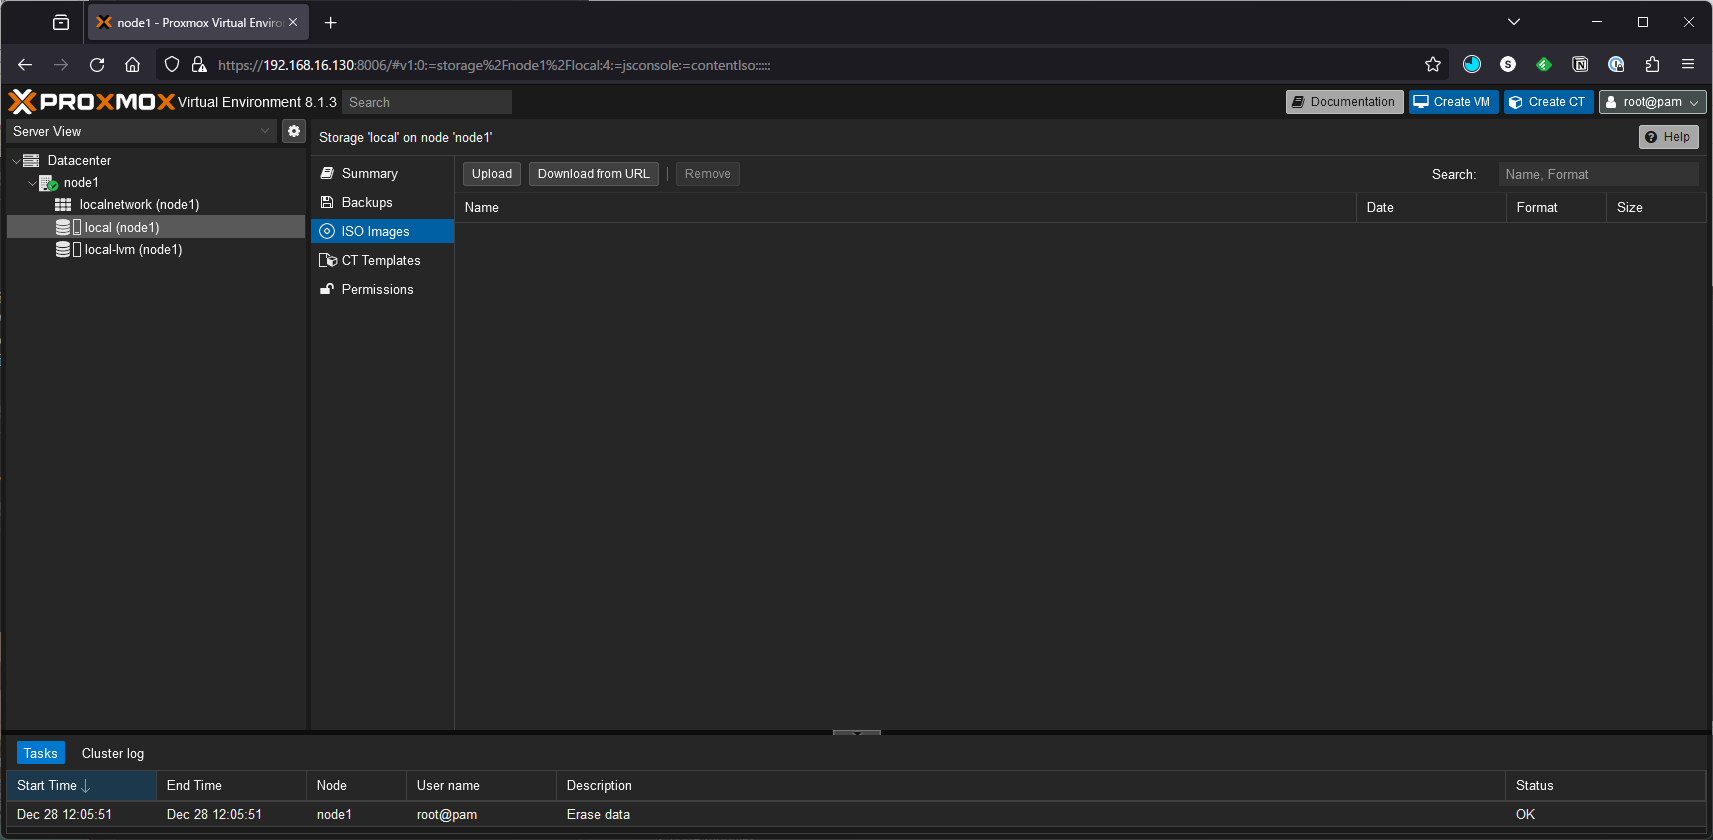 node1 - Proxmox Virtual Enviro
https://192.168.16.130:8006/#v1:0:=storage%2Fnode1%2Flocal:4:=jsconsole:=contentIso:::::
PROXMOX Virtual Environment 8.1.3 Search Documentation Create VM Create CT root@pam
Server View
Storage 'local' on node 'node1' Help
Datacenter
node1
localnetwork (node1)
local (node1)
local-lvm (node1)
Summary
Backups
ISO Images
CT Templates
Permissions
Upload Download from URL Remove Search: Name, Format
Name Date Format Size
Tasks Cluster log
Start Time End Time Node User name Description Status
Dec 28 12:05:51 Dec 28 12:05:51 node1 root@pam Erase data OK